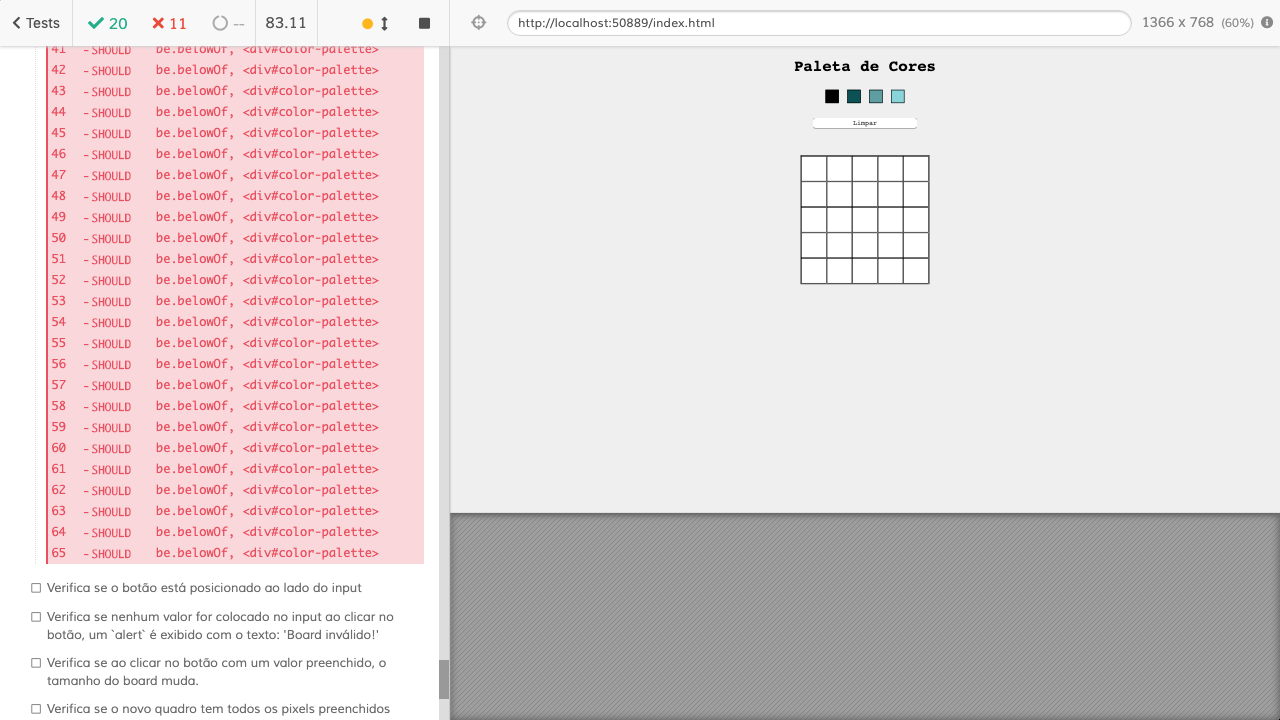 Tests 20 11 -- 83.11 http://localhost:50889/index.html 1366 x 768 (60%)
41 -SHOULD be.belowOf, <div#color-palette>
42 -SHOULD be.belowOf, <div#color-palette>
43 -SHOULD be.belowOf, <div#color-palette>
44 -SHOULD be.belowOf, <div#color-palette>
45 -SHOULD be.belowOf, <div#color-palette>
46 -SHOULD be.belowOf, <div#color-palette>
47 -SHOULD be.belowOf, <div#color-palette>
48 -SHOULD be.belowOf, <div#color-palette>
49 -SHOULD be.belowOf, <div#color-palette>
50 -SHOULD be.belowOf, <div#color-palette>
51 -SHOULD be.belowOf, <div#color-palette>
52 -SHOULD be.belowOf, <div#color-palette>
53 -SHOULD be.belowOf, <div#color-palette>
54 -SHOULD be.belowOf, <div#color-palette>
55 -SHOULD be.belowOf, <div#color-palette>
56 -SHOULD be.belowOf, <div#color-palette>
57 -SHOULD be.belowOf, <div#color-palette>
58 -SHOULD be.belowOf, <div#color-palette>
59 -SHOULD be.belowOf, <div#color-palette>
60 -SHOULD be.belowOf, <div#color-palette>
61 -SHOULD be.belowOf, <div#color-palette>
62 -SHOULD be.belowOf, <div#color-palette>
63 -SHOULD be.belowOf, <div#color-palette>
64 -SHOULD be.belowOf, <div#color-palette>
65 -SHOULD be.belowOf, <div#color-palette>
Verifica se o botão está posicionado ao lado do input
Verifica se nenhum valor for colocado no input ao clicar no
botão, um `alert` é exibido com o texto: 'Board inválido!'
Verifica se ao clicar no botão com um valor preenchido, o
tamanho do board muda.
Verifica se o novo quadro tem todos os pixels preenchidos
Paleta de Cores
Limpar